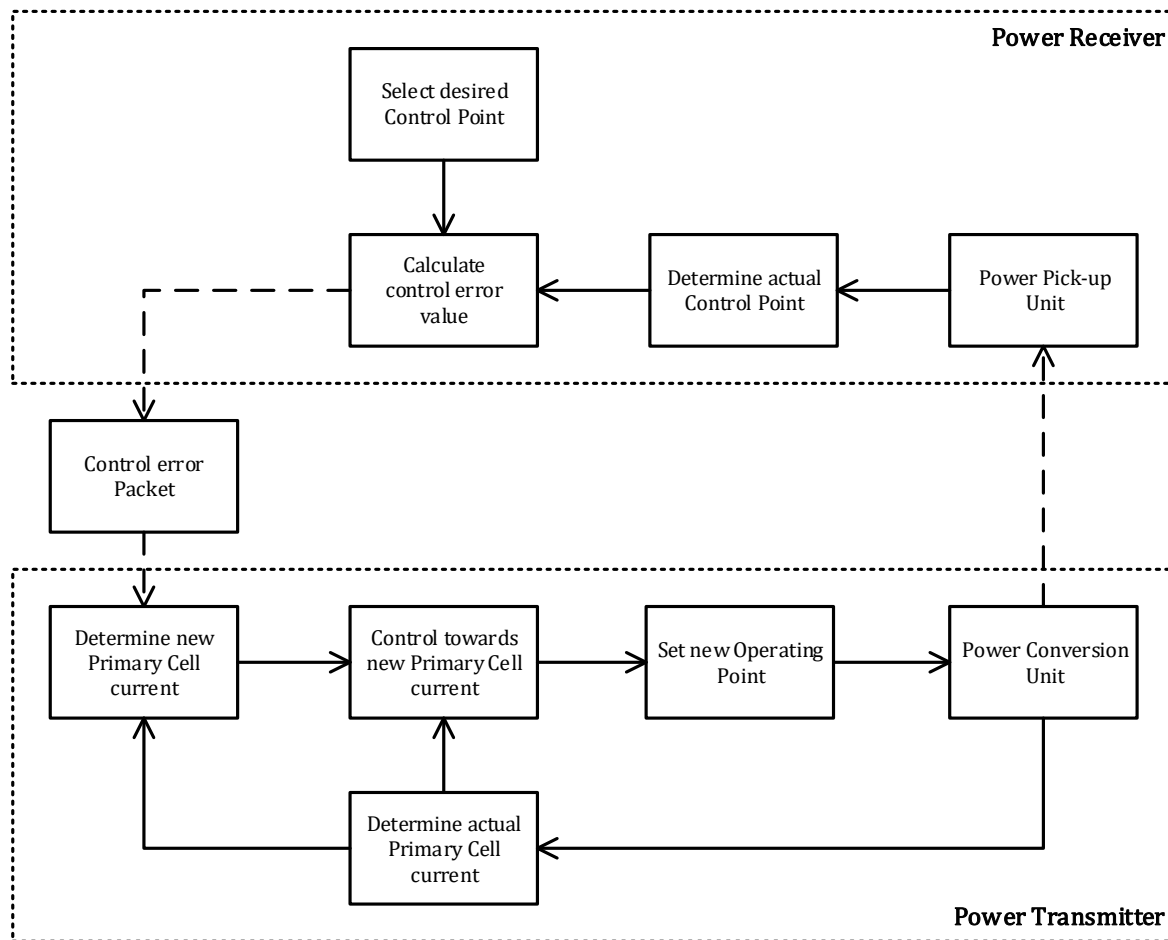 Power Receiver
Select desired
Control Point
Calculate
control error
value
Determine actual
Control Point
Power Pick-up
Unit
Control error
Packet
Determine new
Primary Cell
current
Control towards
new Primary Cell
current
Set new Operating
Point
Power Conversion
Unit
Determine actual
Primary Cell
current
Power Transmitter